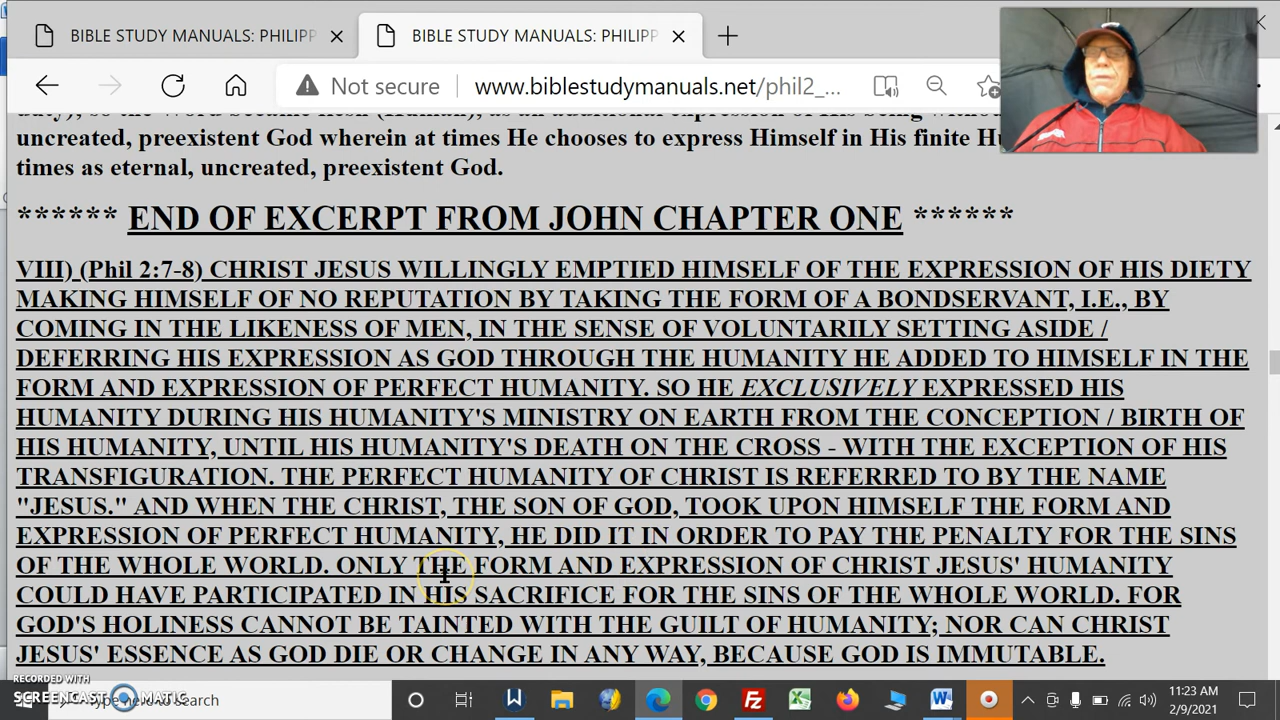 BIBLE STUDY MANUALS: PHILIPP
BIBLE STUDY MANUALS: PHILIPP
Not secure
www.biblestudymanuals.net/phil2_...
uncreated, preexistent God wherein at times He chooses to express Himself in His finite Hu
times as eternal, uncreated, preexistent God.
****** END OF EXCERPT FROM JOHN CHAPTER ONE ******
VIII) (Phil 2:7-8) CHRIST JESUS WILLINGLY EMPTIED HIMSELF OF THE EXPRESSION OF HIS DIETY
MAKING HIMSELF OF NO REPUTATION BY TAKING THE FORM OF A BONDSERVANT, I.E., BY
COMING IN THE LIKENESS OF MEN, IN THE SENSE OF VOLUNTARILY SETTING ASIDE /
DEFERRING HIS EXPRESSION AS GOD THROUGH THE HUMANITY HE ADDED TO HIMSELF IN THE
FORM AND EXPRESSION OF PERFECT HUMANITY. SO HE EXCLUSIVELY EXPRESSED HIS
HUMANITY DURING HIS HUMANITY'S MINISTRY ON EARTH FROM THE CONCEPTION / BIRTH OF
HIS HUMANITY, UNTIL HIS HUMANITY'S DEATH ON THE CROSS - WITH THE EXCEPTION OF HIS
TRANSFIGURATION. THE PERFECT HUMANITY OF CHRIST IS REFERRED TO BY THE NAME
"JESUS." AND WHEN THE CHRIST, THE SON OF GOD, TOOK UPON HIMSELF THE FORM AND
EXPRESSION OF PERFECT HUMANITY, HE DID IT IN ORDER TO PAY THE PENALTY FOR THE SINS
OF THE WHOLE WORLD. ONLY THE FORM AND EXPRESSION OF CHRIST JESUS' HUMANITY
COULD HAVE PARTICIPATED IN HIS SACRIFICE FOR THE SINS OF THE WHOLE WORLD. FOR
GOD'S HOLINESS CANNOT BE TAINTED WITH THE GUILT OF HUMANITY; NOR CAN CHRIST
JESUS' ESSENCE AS GOD DIE OR CHANGE IN ANY WAY, BECAUSE GOD IS IMMUTABLE.
RECORDED WITH
SCREENCAST MATIC
Type here to search
11:23 AM
2/9/2021